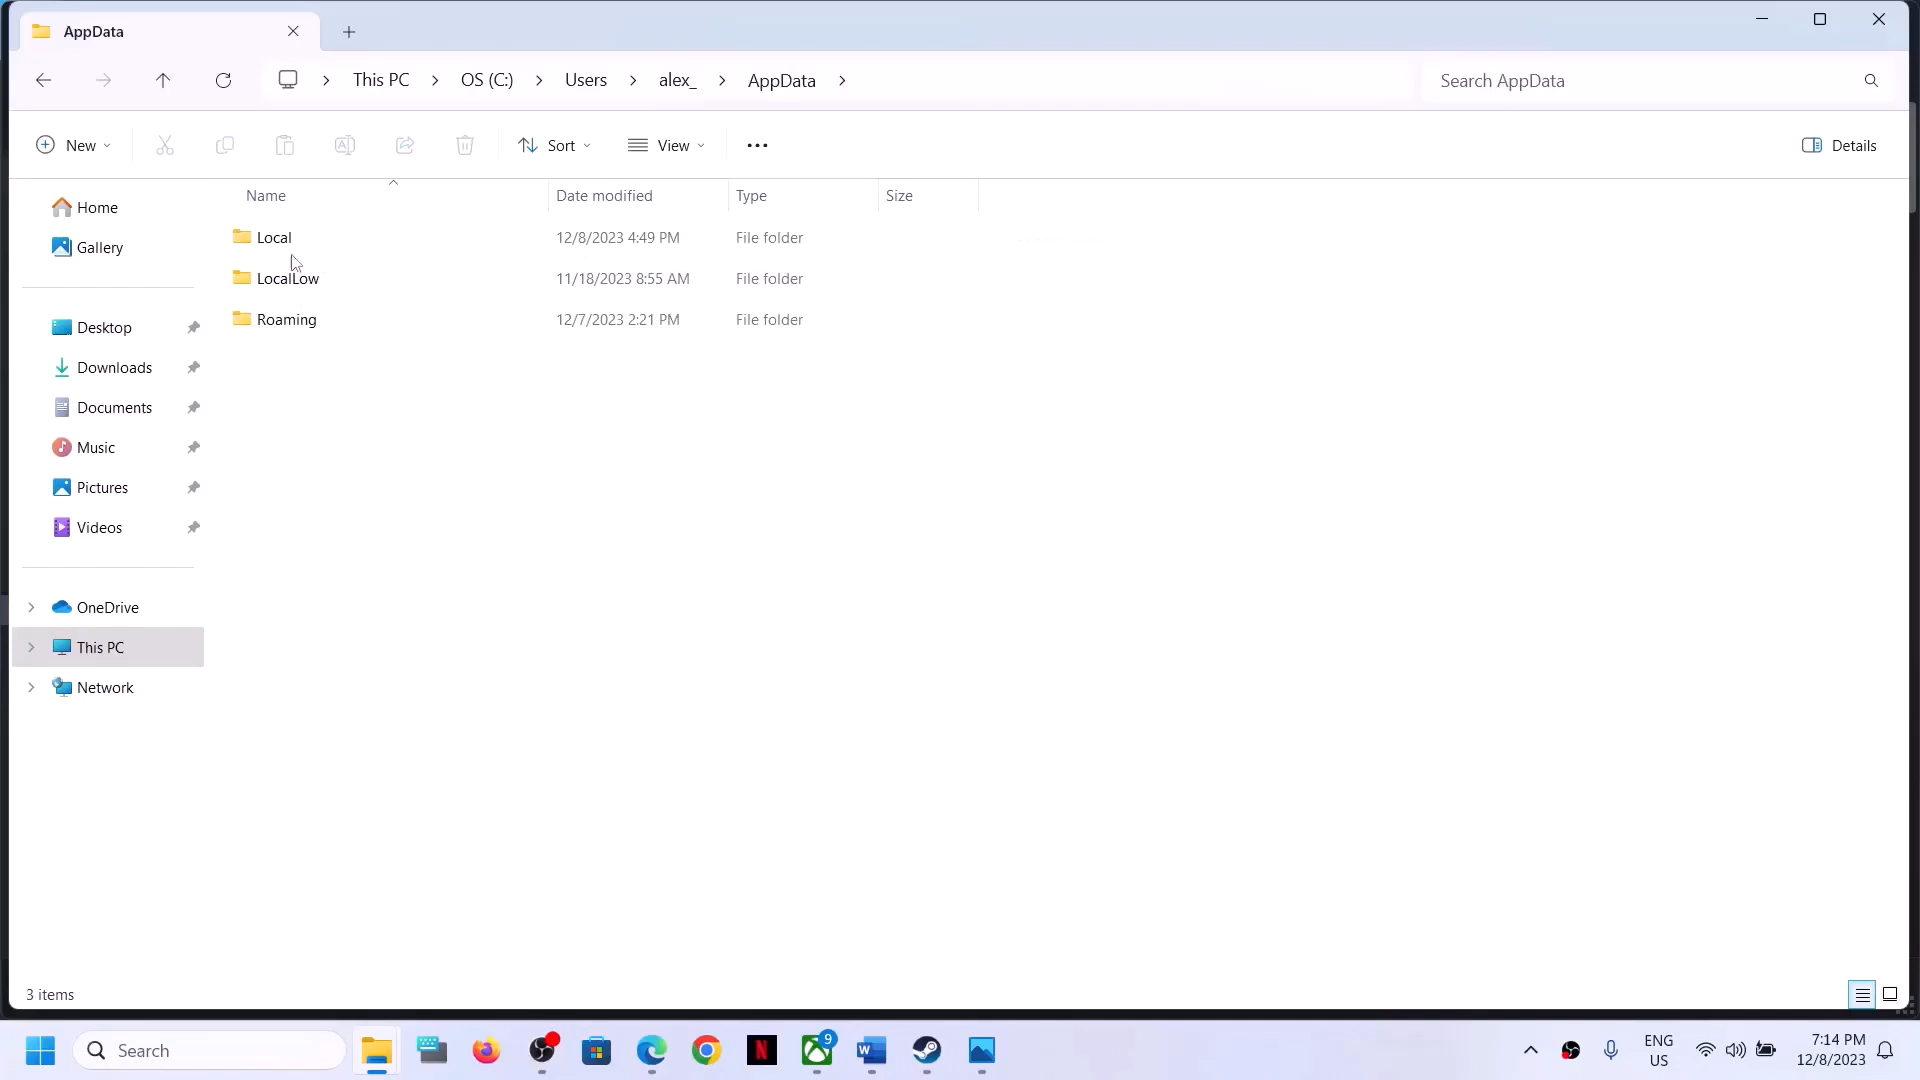 AppData
This PC
OS (C:)
Users
alex_
AppData
Search AppData
New
Sort
View
Details
Name
Date modified
Type
Size
Home
Local
12/8/2023 4:49 PM
File folder
Gallery
LocalLow
11/18/2023 8:55 AM
File folder
Roaming
12/7/2023 2:21 PM
File folder
Desktop
Downloads
Documents
Music
Pictures
Videos
OneDrive
This PC
Network
3 items
Search
N
9
W
ENG
US
7:14 PM
12/8/2023